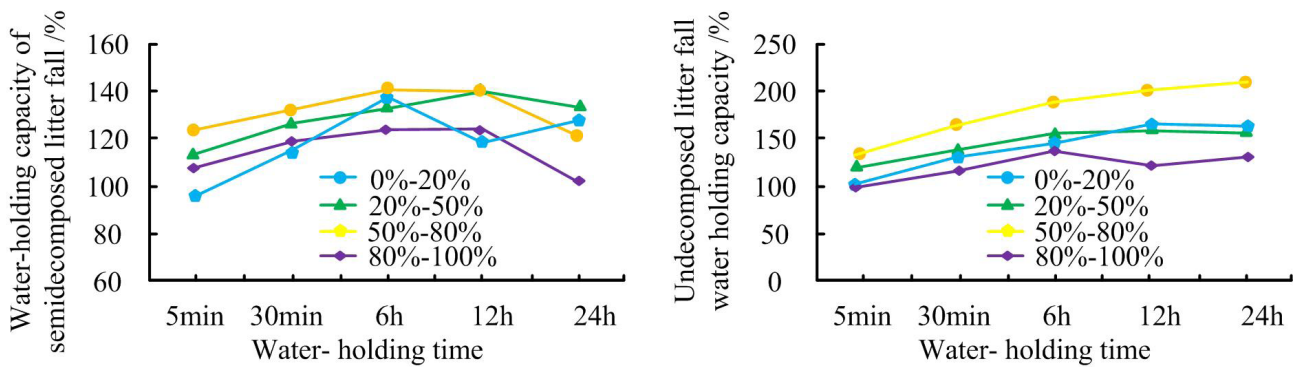 Water-holding capacity of
semidecomposed litter fall /%
160
140
120
100
80
60
0%-20%
20%-50%
50%-80%
80%-100%
5min 30min 6h 12h 24h
Water- holding time
Undecomposed litter fall
water holding capacity /%
250
200
150
100
50
0
0%-20%
20%-50%
50%-80%
80%-100%
5min 30min 6h 12h 24h
Water- holding time